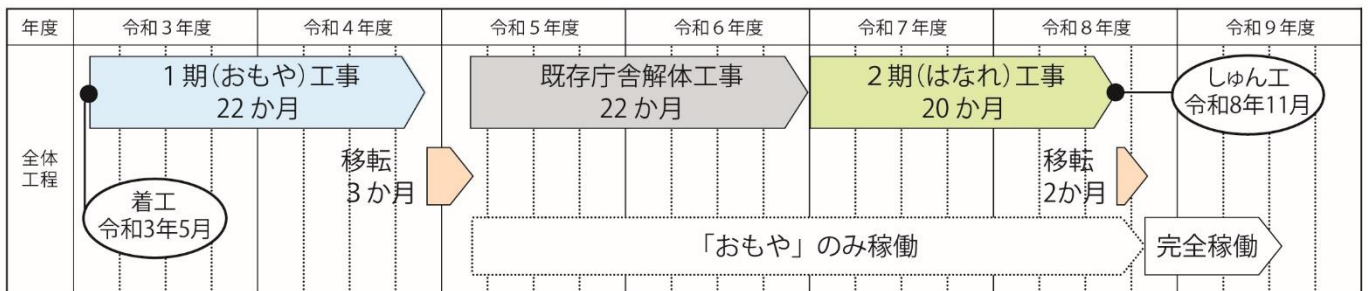 年度
令和3年度
令和4年度
令和5年度
令和6年度
令和7年度
令和8年度
令和9年度
全体
工程
1期(おもや)工事
22か月
既存庁舎解体工事
22か月
2期(はなれ)工事
20か月
しゅん工
令和8年11月
移転
3か月
移転
2か月
着工
令和3年5月
「おもや」のみ稼働
完全稼働